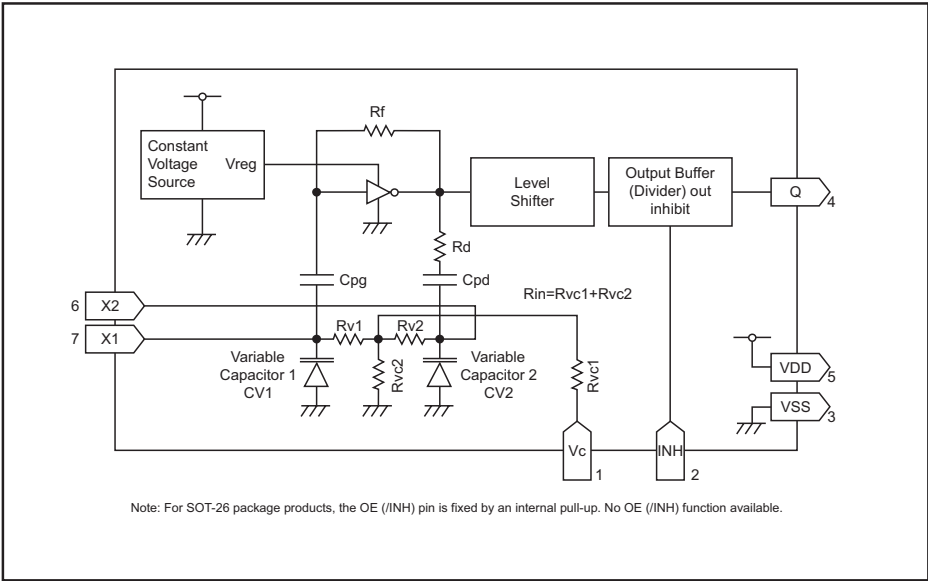 Rf
Constant
Voltage
Source
Vreg
Level
Shifter
Output Buffer
(Divider) out
inhibit
Q
4
Rd
Cpg
Cpd
Rin=Rvc1+Rvc2
6
X2
7
X1
Rv1
Rv2
Variable
Capacitor 1
CV1
Rvc2
Variable
Capacitor 2
CV2
Rvc1
VDD
5
VSS
3
Vc
1
INH
2
Note: For SOT-26 package products, the OE (/INH) pin is fixed by an internal pull-up. No OE (/INH) function available.